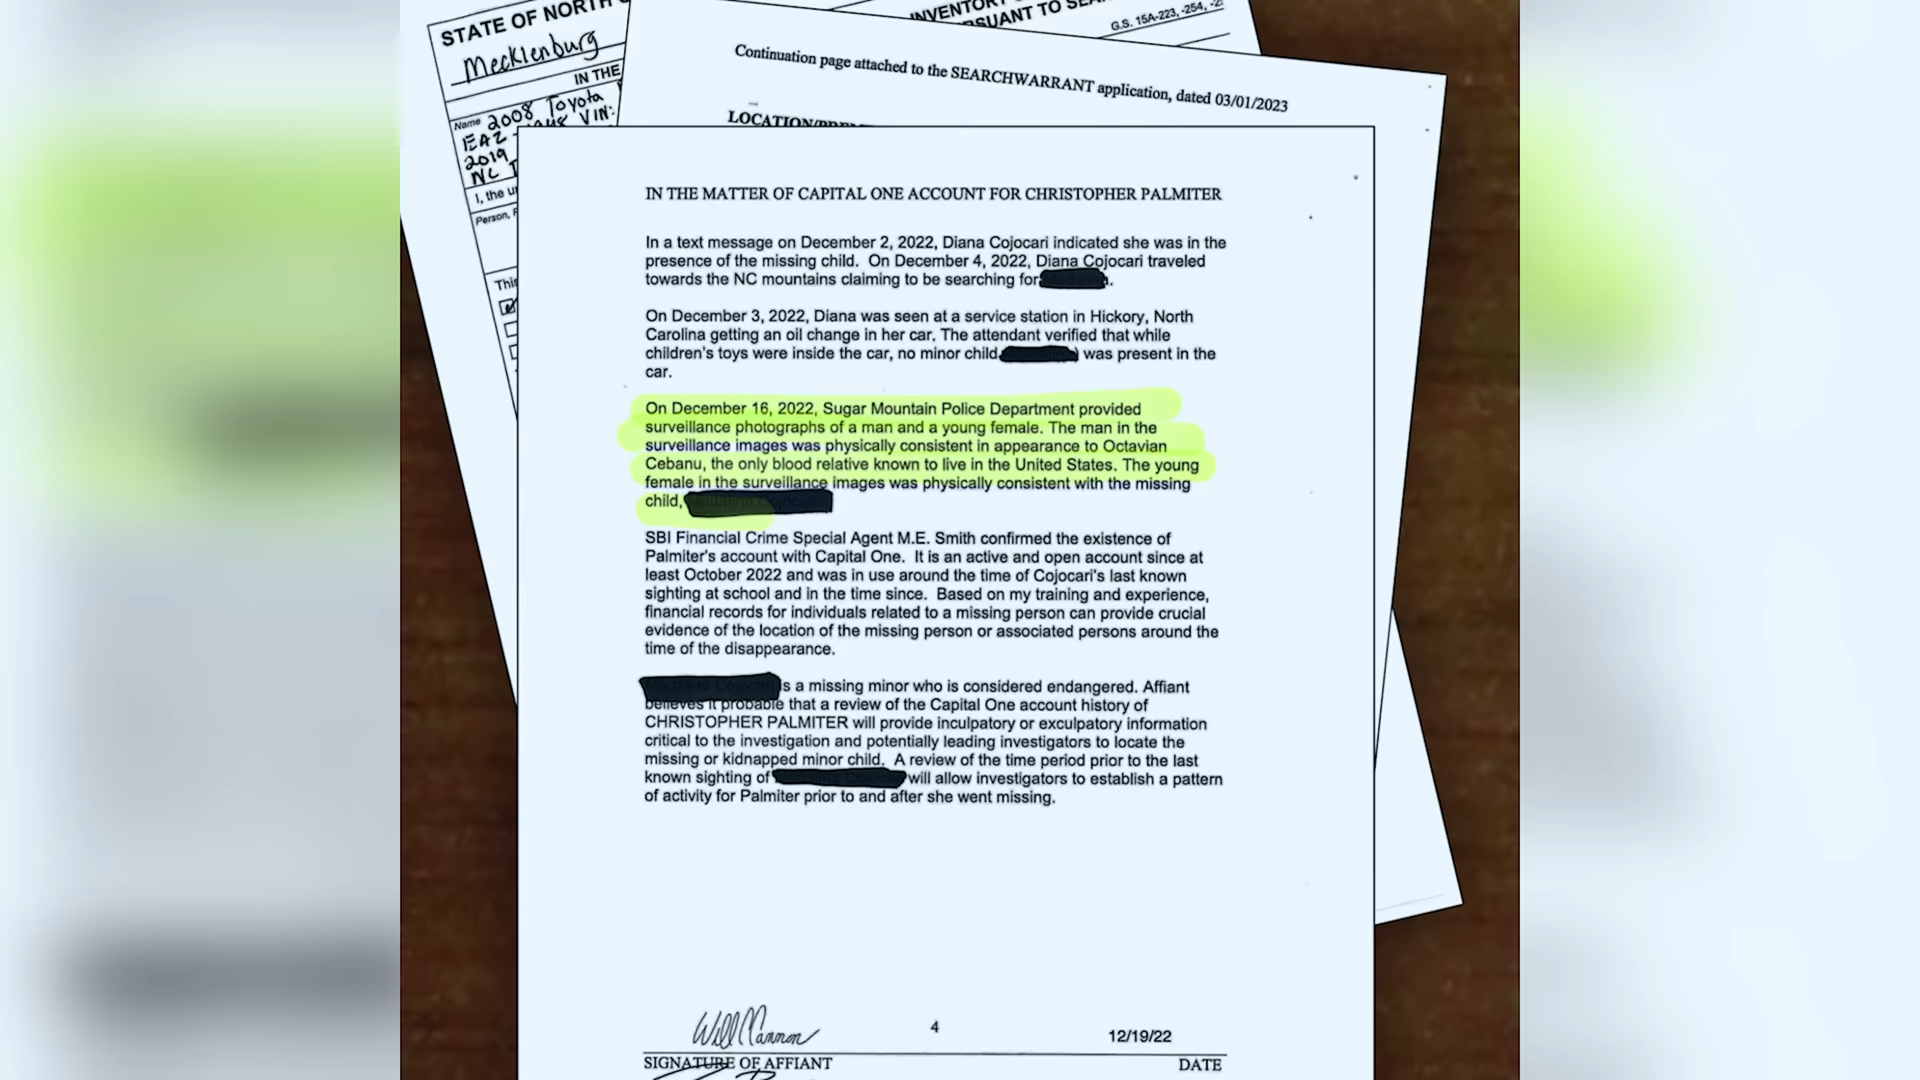 STATE OF NORTH
Mecklenburg
IN THE
Name 2008 Toyota
VIN:
2019
NC
I, the
Person,
This
INVENTORY
TO
G.S. 15A-223, -254,
Continuation page attached to the SEARCHWARRANT application, dated 03/01/2023
IN THE MATTER OF CAPITAL ONE ACCOUNT FOR CHRISTOPHER PALMITER
In a text message on December 2, 2022, Diana Cojocari indicated she was in the
presence of the missing child.  On December 4, 2022, Diana Cojocari traveled
towards the NC mountains claiming to be searching for
On December 3, 2022, Diana was seen at a service station in Hickory, North
Carolina getting an oil change in her car. The attendant verified that while
children's toys were inside the car, no minor child was present in the
car.
On December 16, 2022, Sugar Mountain Police Department provided
surveillance photographs of a man and a young female. The man in the
surveillance images was physically consistent in appearance to Octavian
Cebanu, the only blood relative known to live in the United States. The young
female in the surveillance images was physically consistent with the missing
child,
SBI Financial Crime Special Agent M.E. Smith confirmed the existence of
Palmiter's account with Capital One.  It is an active and open account since at
least October 2022 and was in use around the time of Cojocari's last known
sighting at school and in the time since.  Based on my training and experience,
financial records for individuals related to a missing person can provide crucial
evidence of the location of the missing person or associated persons around the
time of the disappearance.
is a missing minor who is considered endangered. Affiant
believes it probable that a review of the Capital One account history of
CHRISTOPHER PALMITER will provide inculpatory or exculpatory information
critical to the investigation and potentially leading investigators to locate the
missing or kidnapped minor child.  A review of the time period prior to the last
known sighting of will allow investigators to establish a pattern
of activity for Palmiter prior to and after she went missing.
Will Cannon
4
12/19/22
SIGNATURE OF AFFIANT
DATE